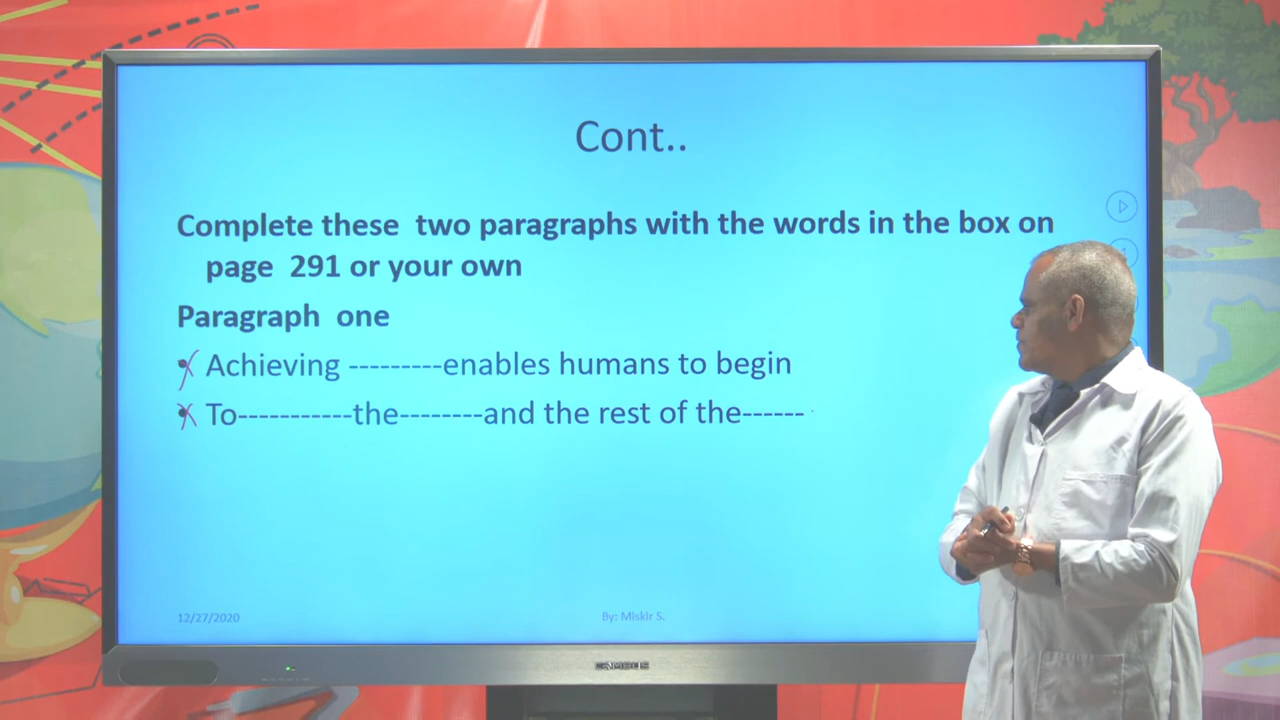 Cont..
Complete these two paragraphs with the words in the box on
page 291 or your own
Paragraph one
Achieving ---------enables humans to begin
To-----------the--------and the rest of the------
12/27/2020
By: Miskir S.